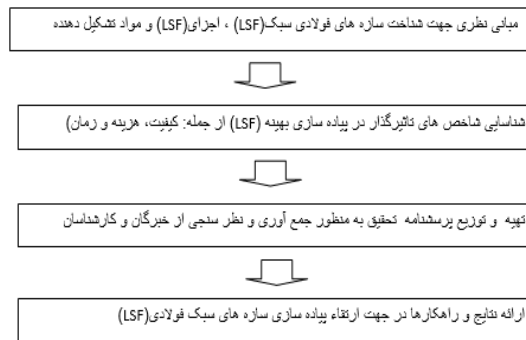 مبانی نظری جهت شناخت سازه های فولادی سبک(LSF) ، اجزای(LSF) و مواد تشکیل دهنده
شناسایی شاخص های تاثیرگذار در پیاده سازی بهینه (LSF) از جمله: کیفیت، هزینه و زمان)
تهیه و توزیع پرسشنامه تحقیق به منظور جمع آوری و نظر سنجی از خبرگان و کارشناسان
ارائه نتایج و راهکارها در جهت ارتقاء پیاده سازی سازه های سبک فولادی(LSF)